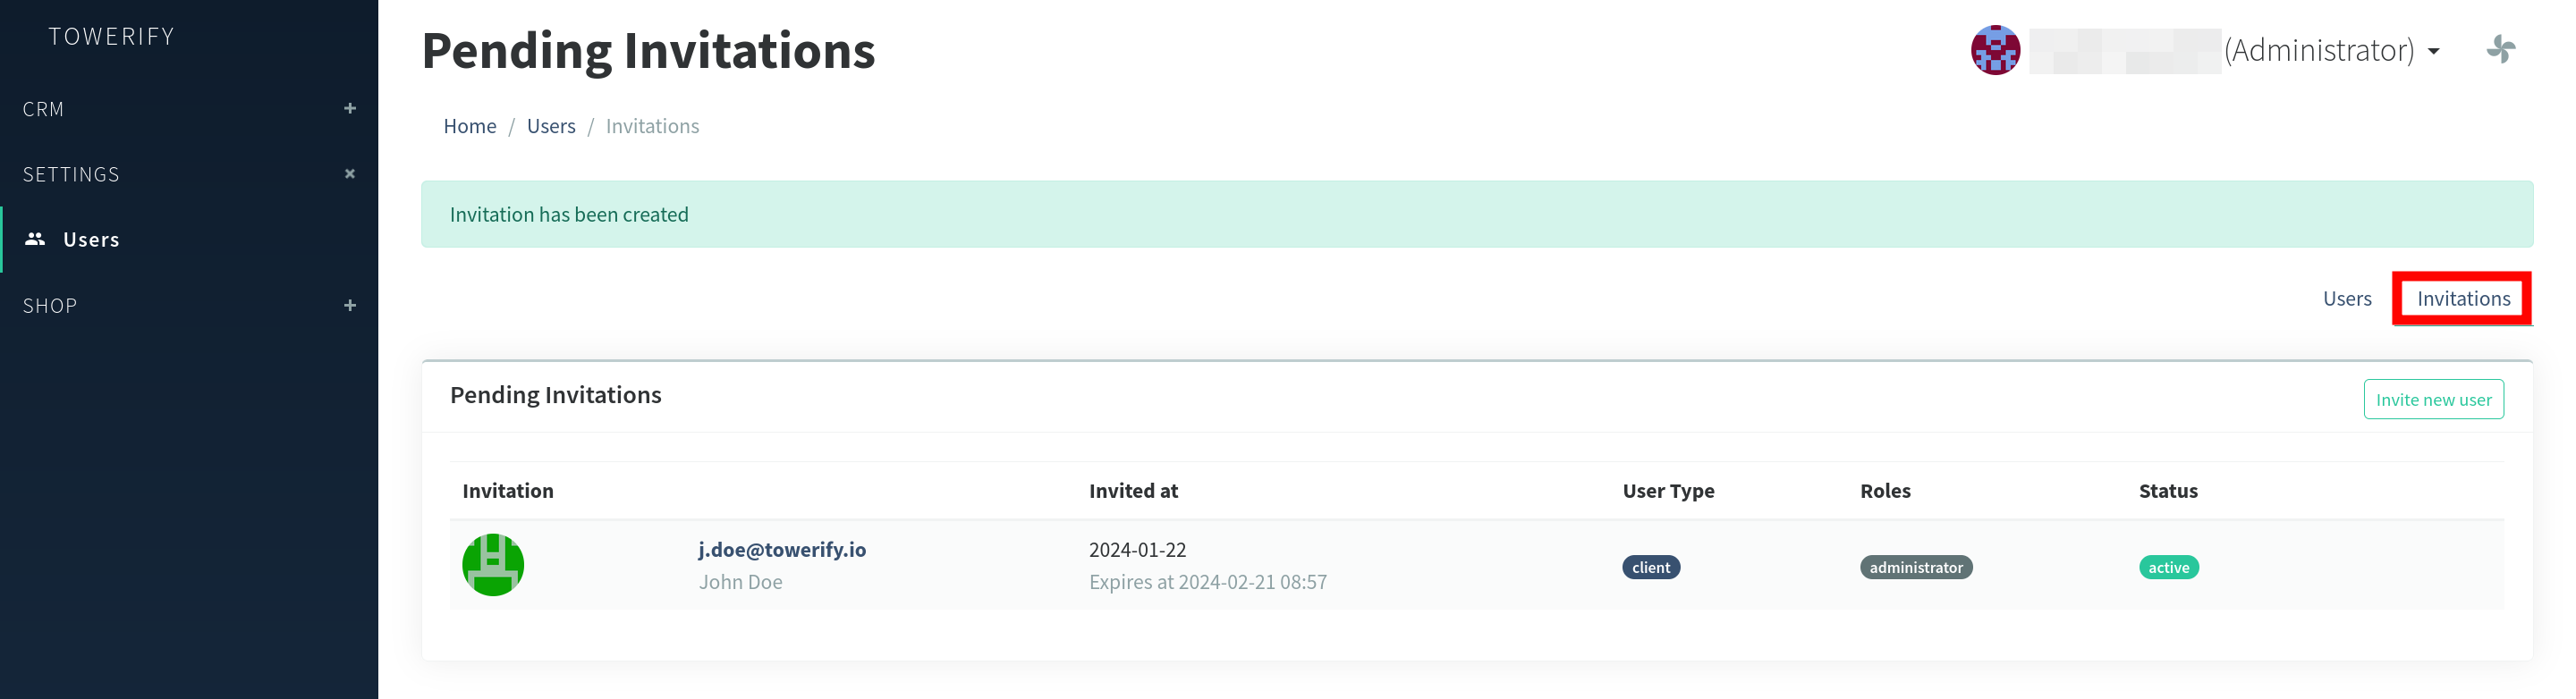 TOWERIFY
CRM
SETTINGS
Users
SHOP
Pending Invitations
(Administrator)
Home / Users / Invitations
Invitation has been created
Users Invitations
Pending Invitations
Invite new user
Invitation Invited at User Type Roles Status
j.doe@towerify.io 2024-01-22
client administrator active
John Doe Expires at 2024-02-21 08:57